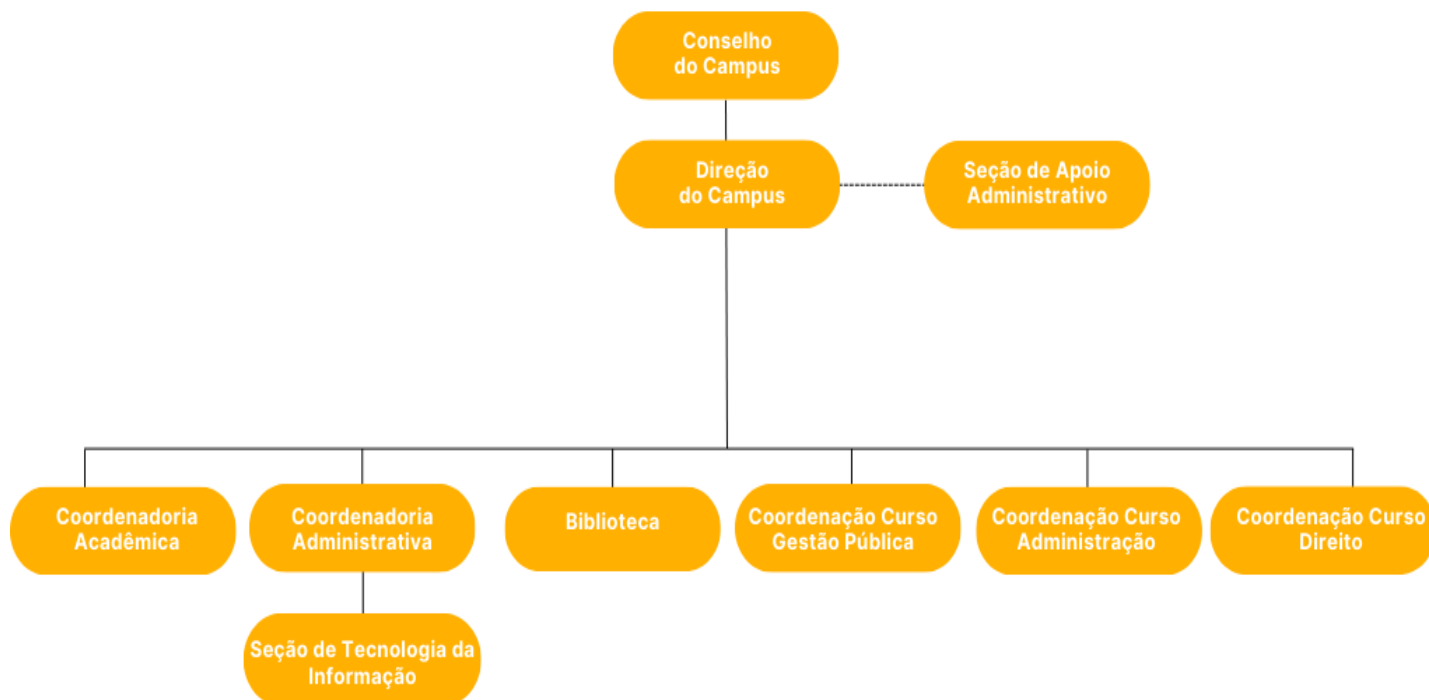 Conselho
do Campus
Direção
do Campus
Seção de Apoio
Administrativo
Coordenadoria
Acadêmica
Coordenadoria
Administrativa
Biblioteca
Coordenação Curso
Gestão Pública
Coordenação Curso
Administração
Coordenação Curso
Direito
Seção de Tecnologia da
Informação